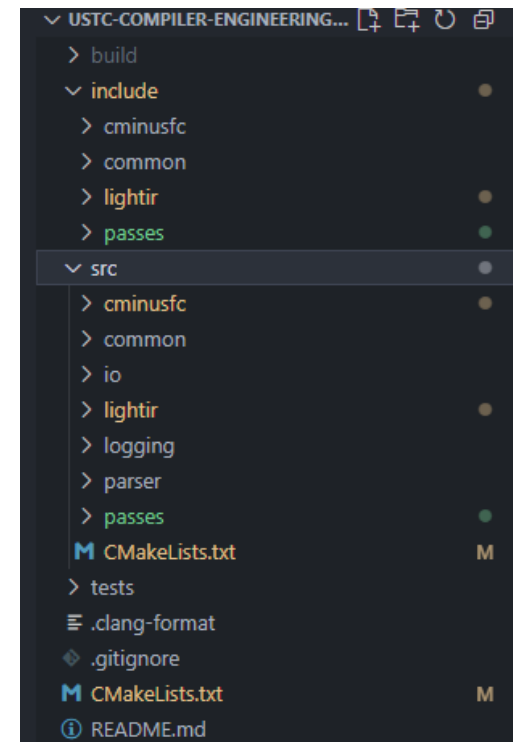 USTC-COMPILER-ENGINEERING...
build
include
cminusfc
common
lightir
passes
src
cminusfc
common
io
lightir
logging
parser
passes
CMakeLists.txt M
tests
.clang-format
.gitignore
CMakeLists.txt M
README.md